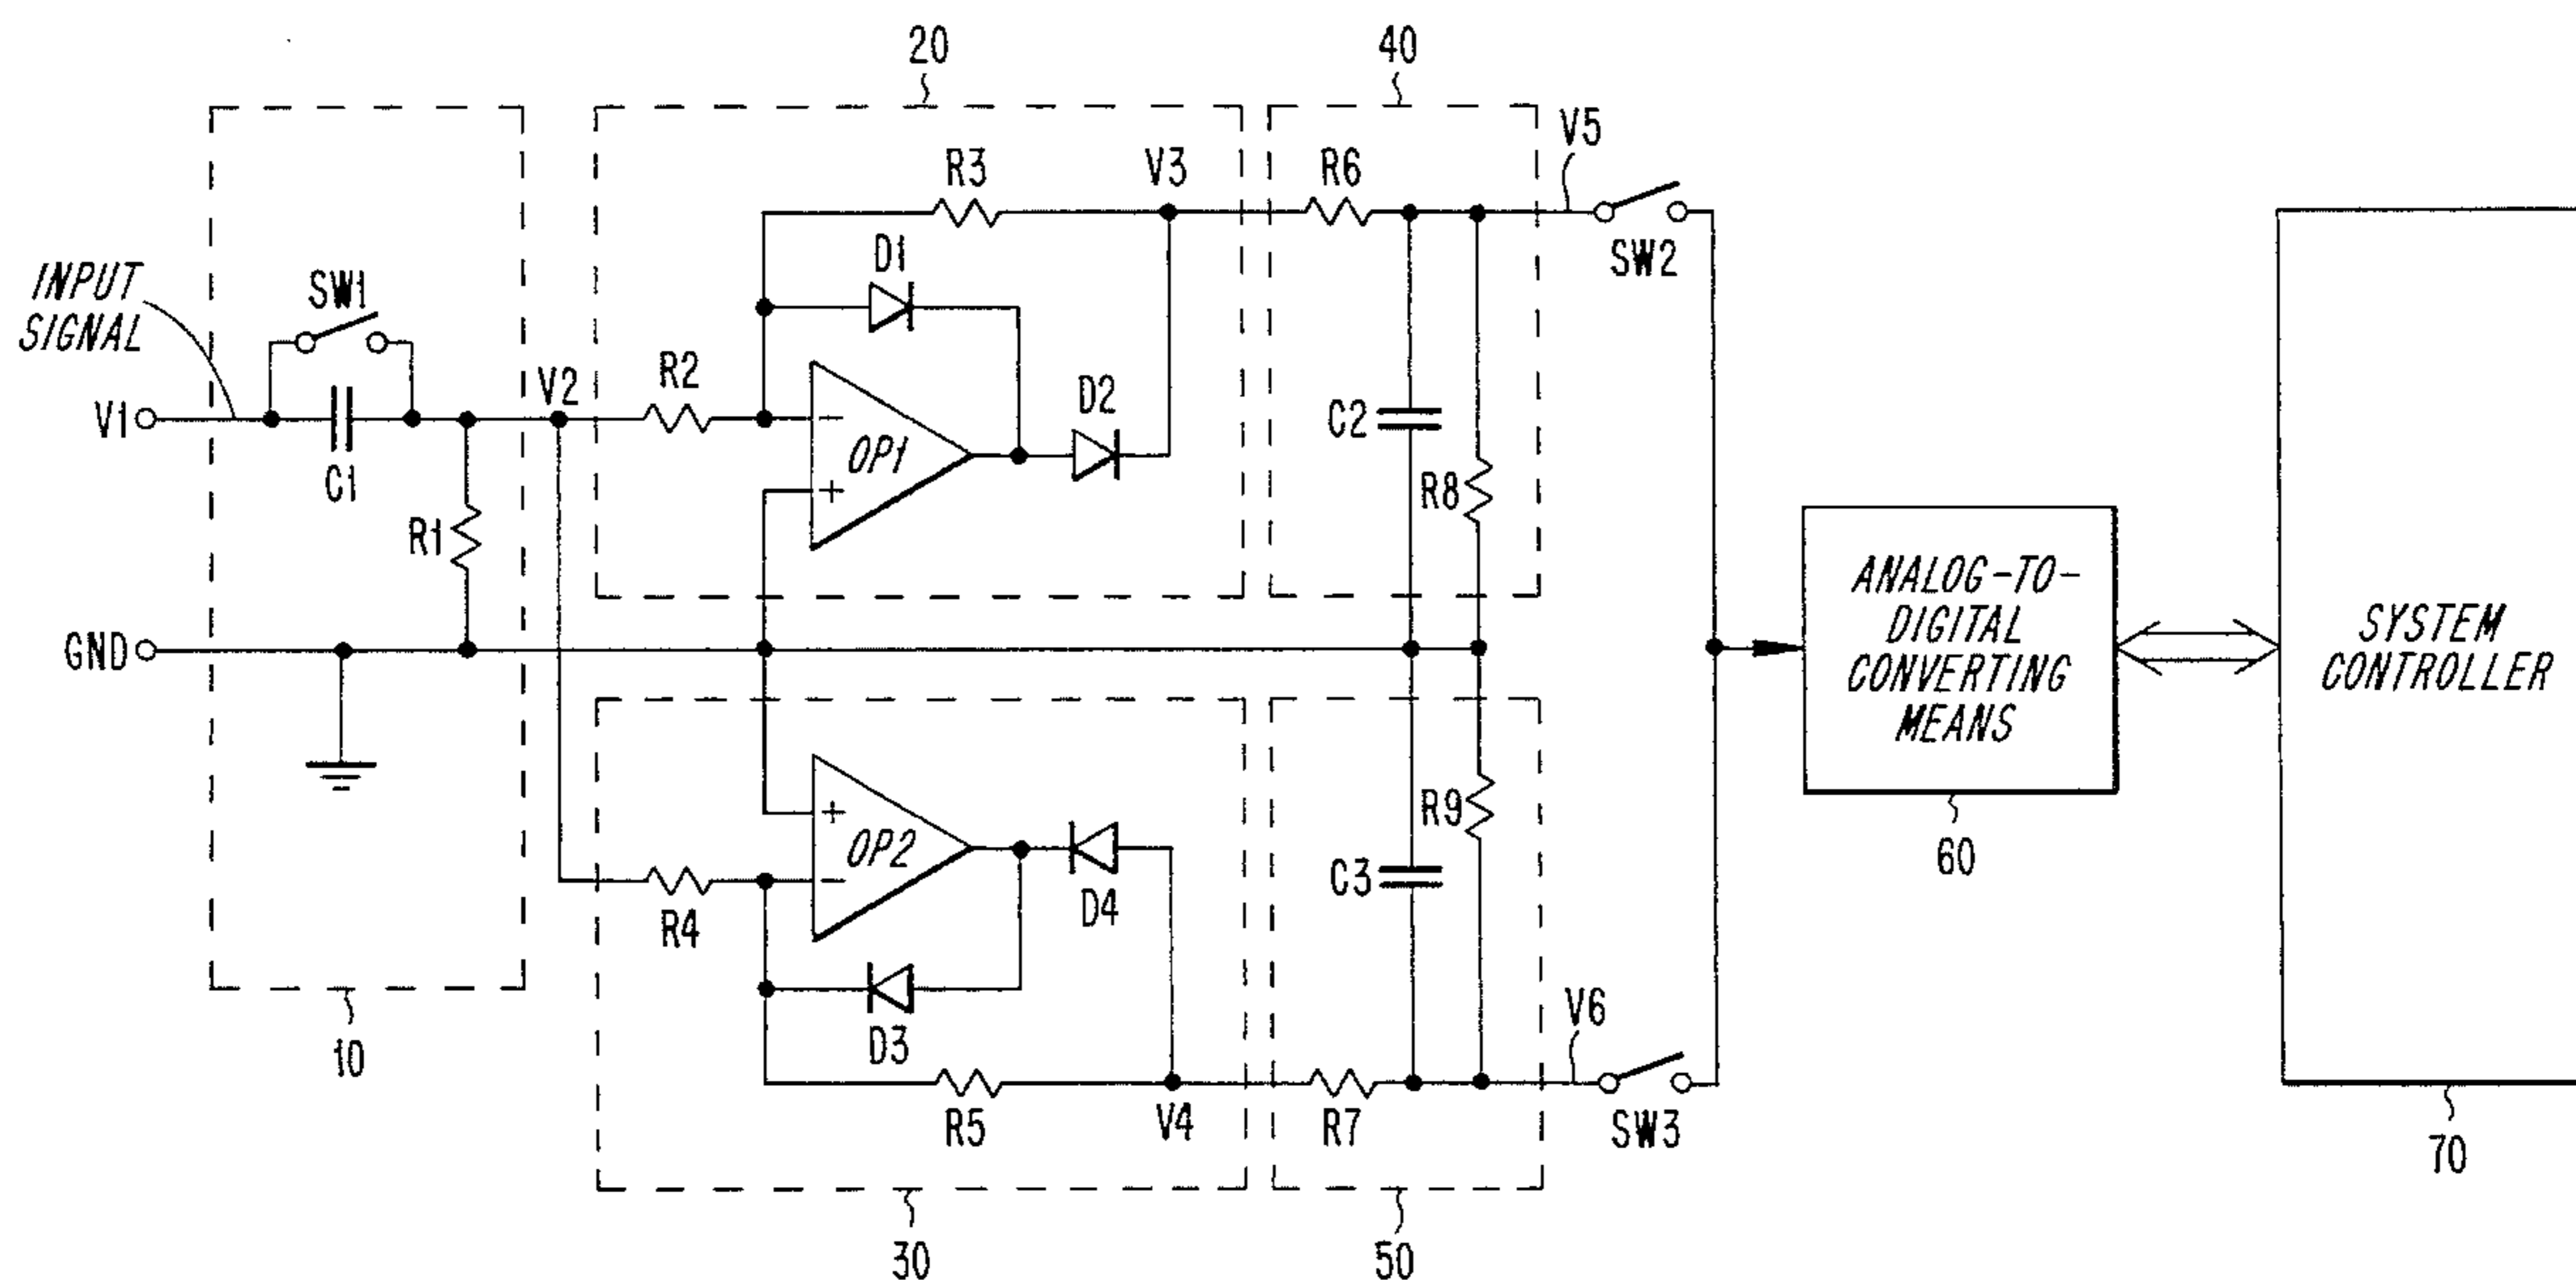 20
40
V5
R3
V3
R6
SW2
D1
INPUT
SIGNAL
SW1
V2
R2
D2
V1
C1
−
OP1
+
C2
R8
R1
GND
ANALOG-TO-
DIGITAL
CONVERTING
MEANS
SYSTEM
CONTROLLER
60
+
OP2
−
R4
D4
D3
R9
C3
10
V6
R5
V4
R7
SW3
70
30
50